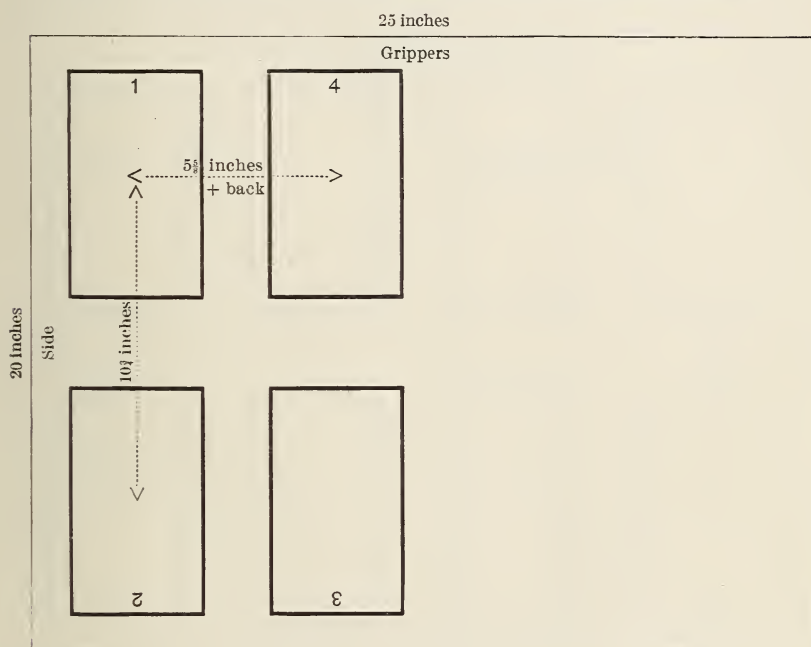 25 inches
Grippers
1
4
5⅝ inches
+ back
20 inches
Side
10¾ inches
2
3